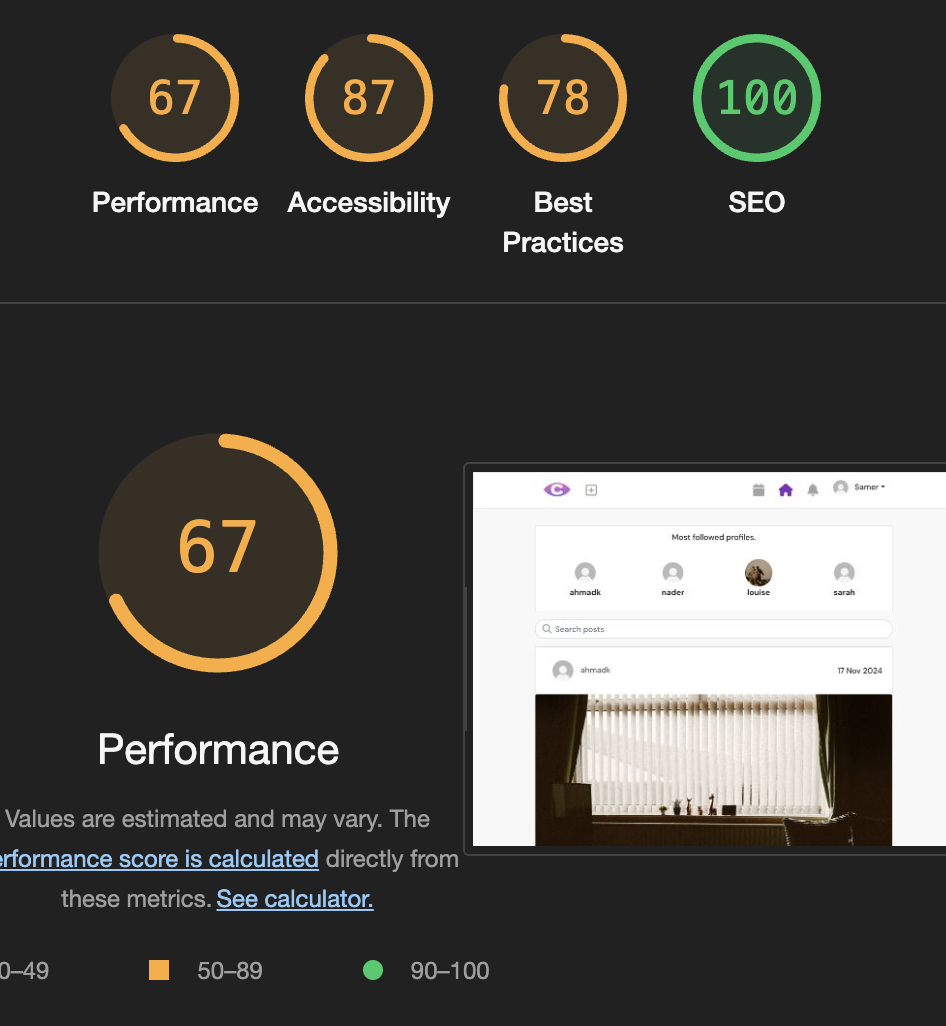 67
87
78
100
Performance
Accessibility
Best
Practices
SEO
67
Performance
Values are estimated and may vary. The
erformance score is calculated directly from
these metrics. See calculator.
0–49
50–89
90–100
Samer
Most followed profiles.
ahmadk
nader
louise
sarah
Search posts
ahmadk
17 Nov 2024